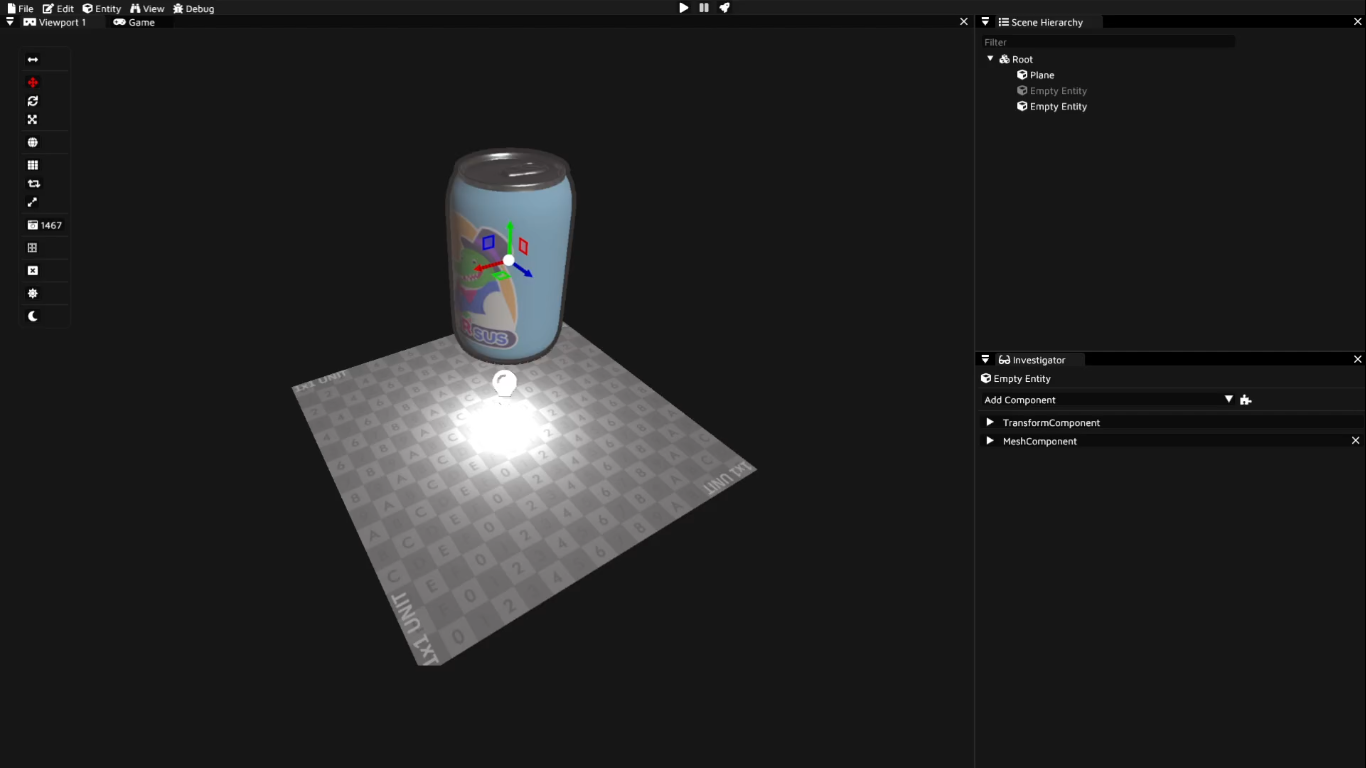 File Edit Entity View Debug
Viewport 1 Game
1467
SUS
1x1 UNIT
1x1 UNIT
1x1 UNIT
Scene Hierarchy
Filter
Root
Plane
Empty Entity
Empty Entity
Investigator
Empty Entity
Add Component
TransformComponent
MeshComponent